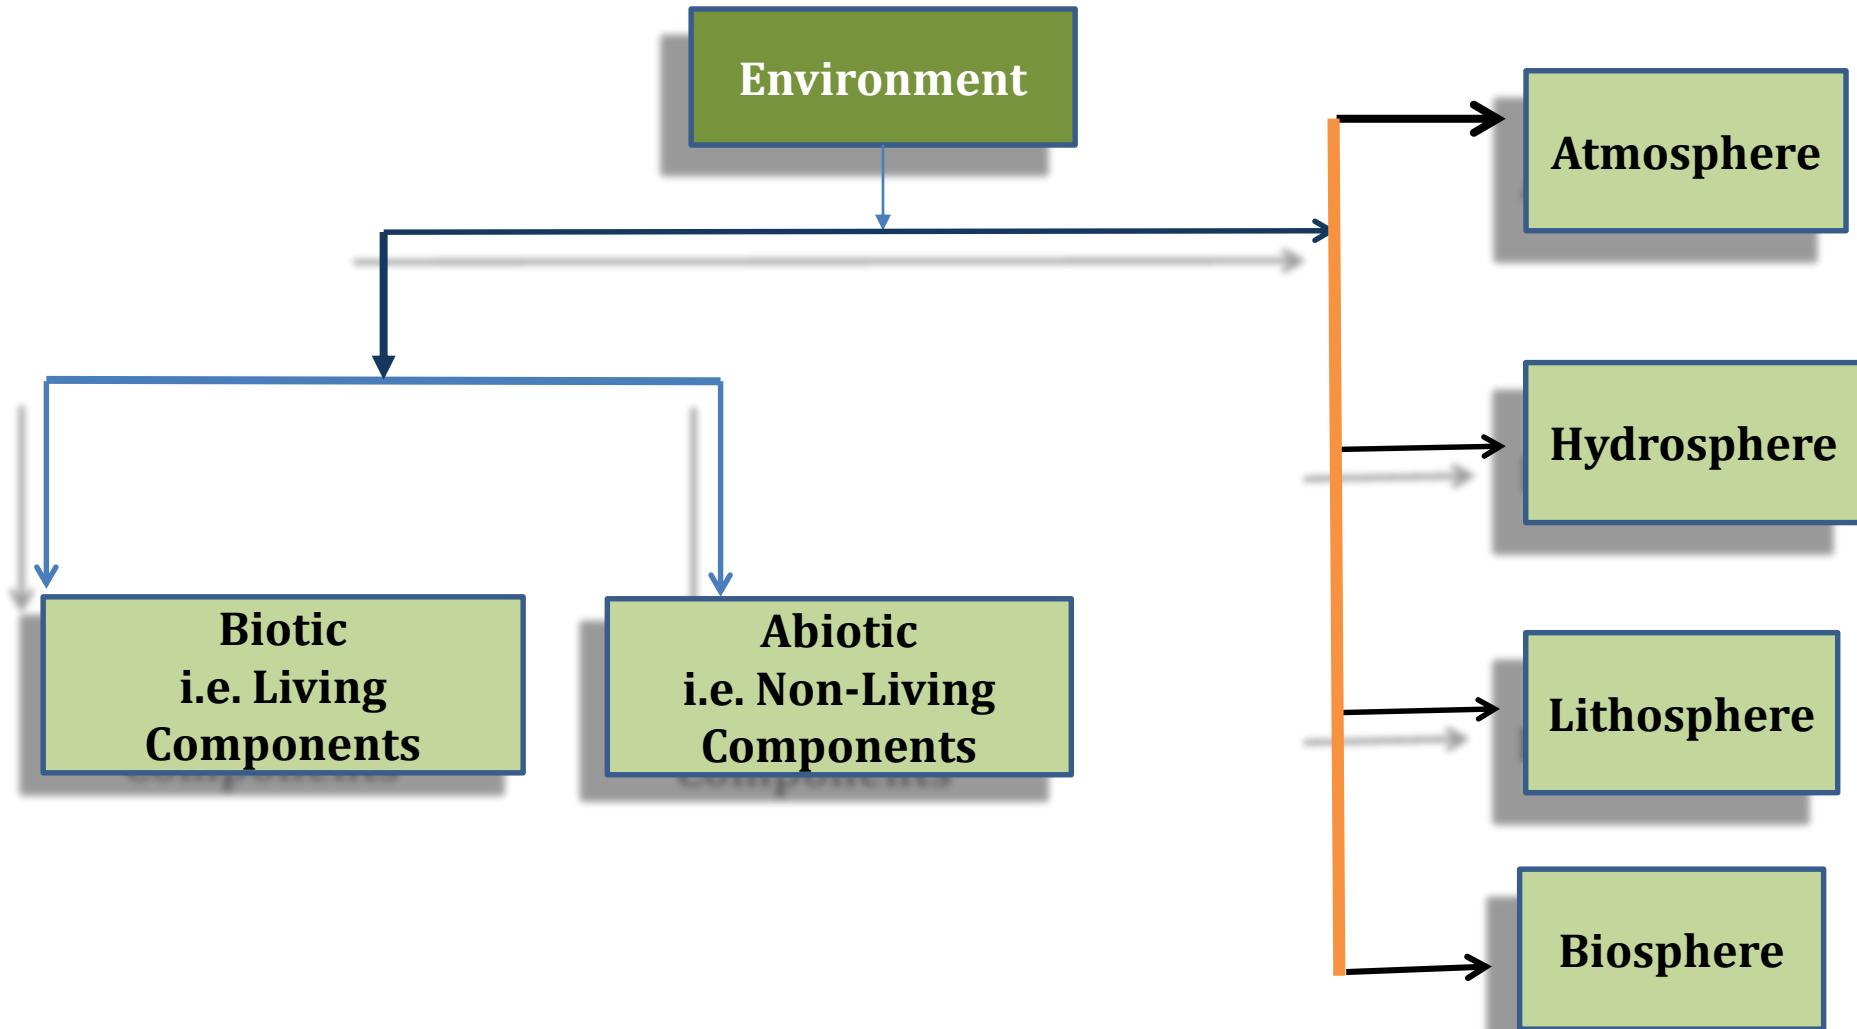 Environment
Atmosphere
Hydrosphere
Biotic
i.e. Living
Components
Abiotic
i.e. Non-Living
Components
Lithosphere
Biosphere